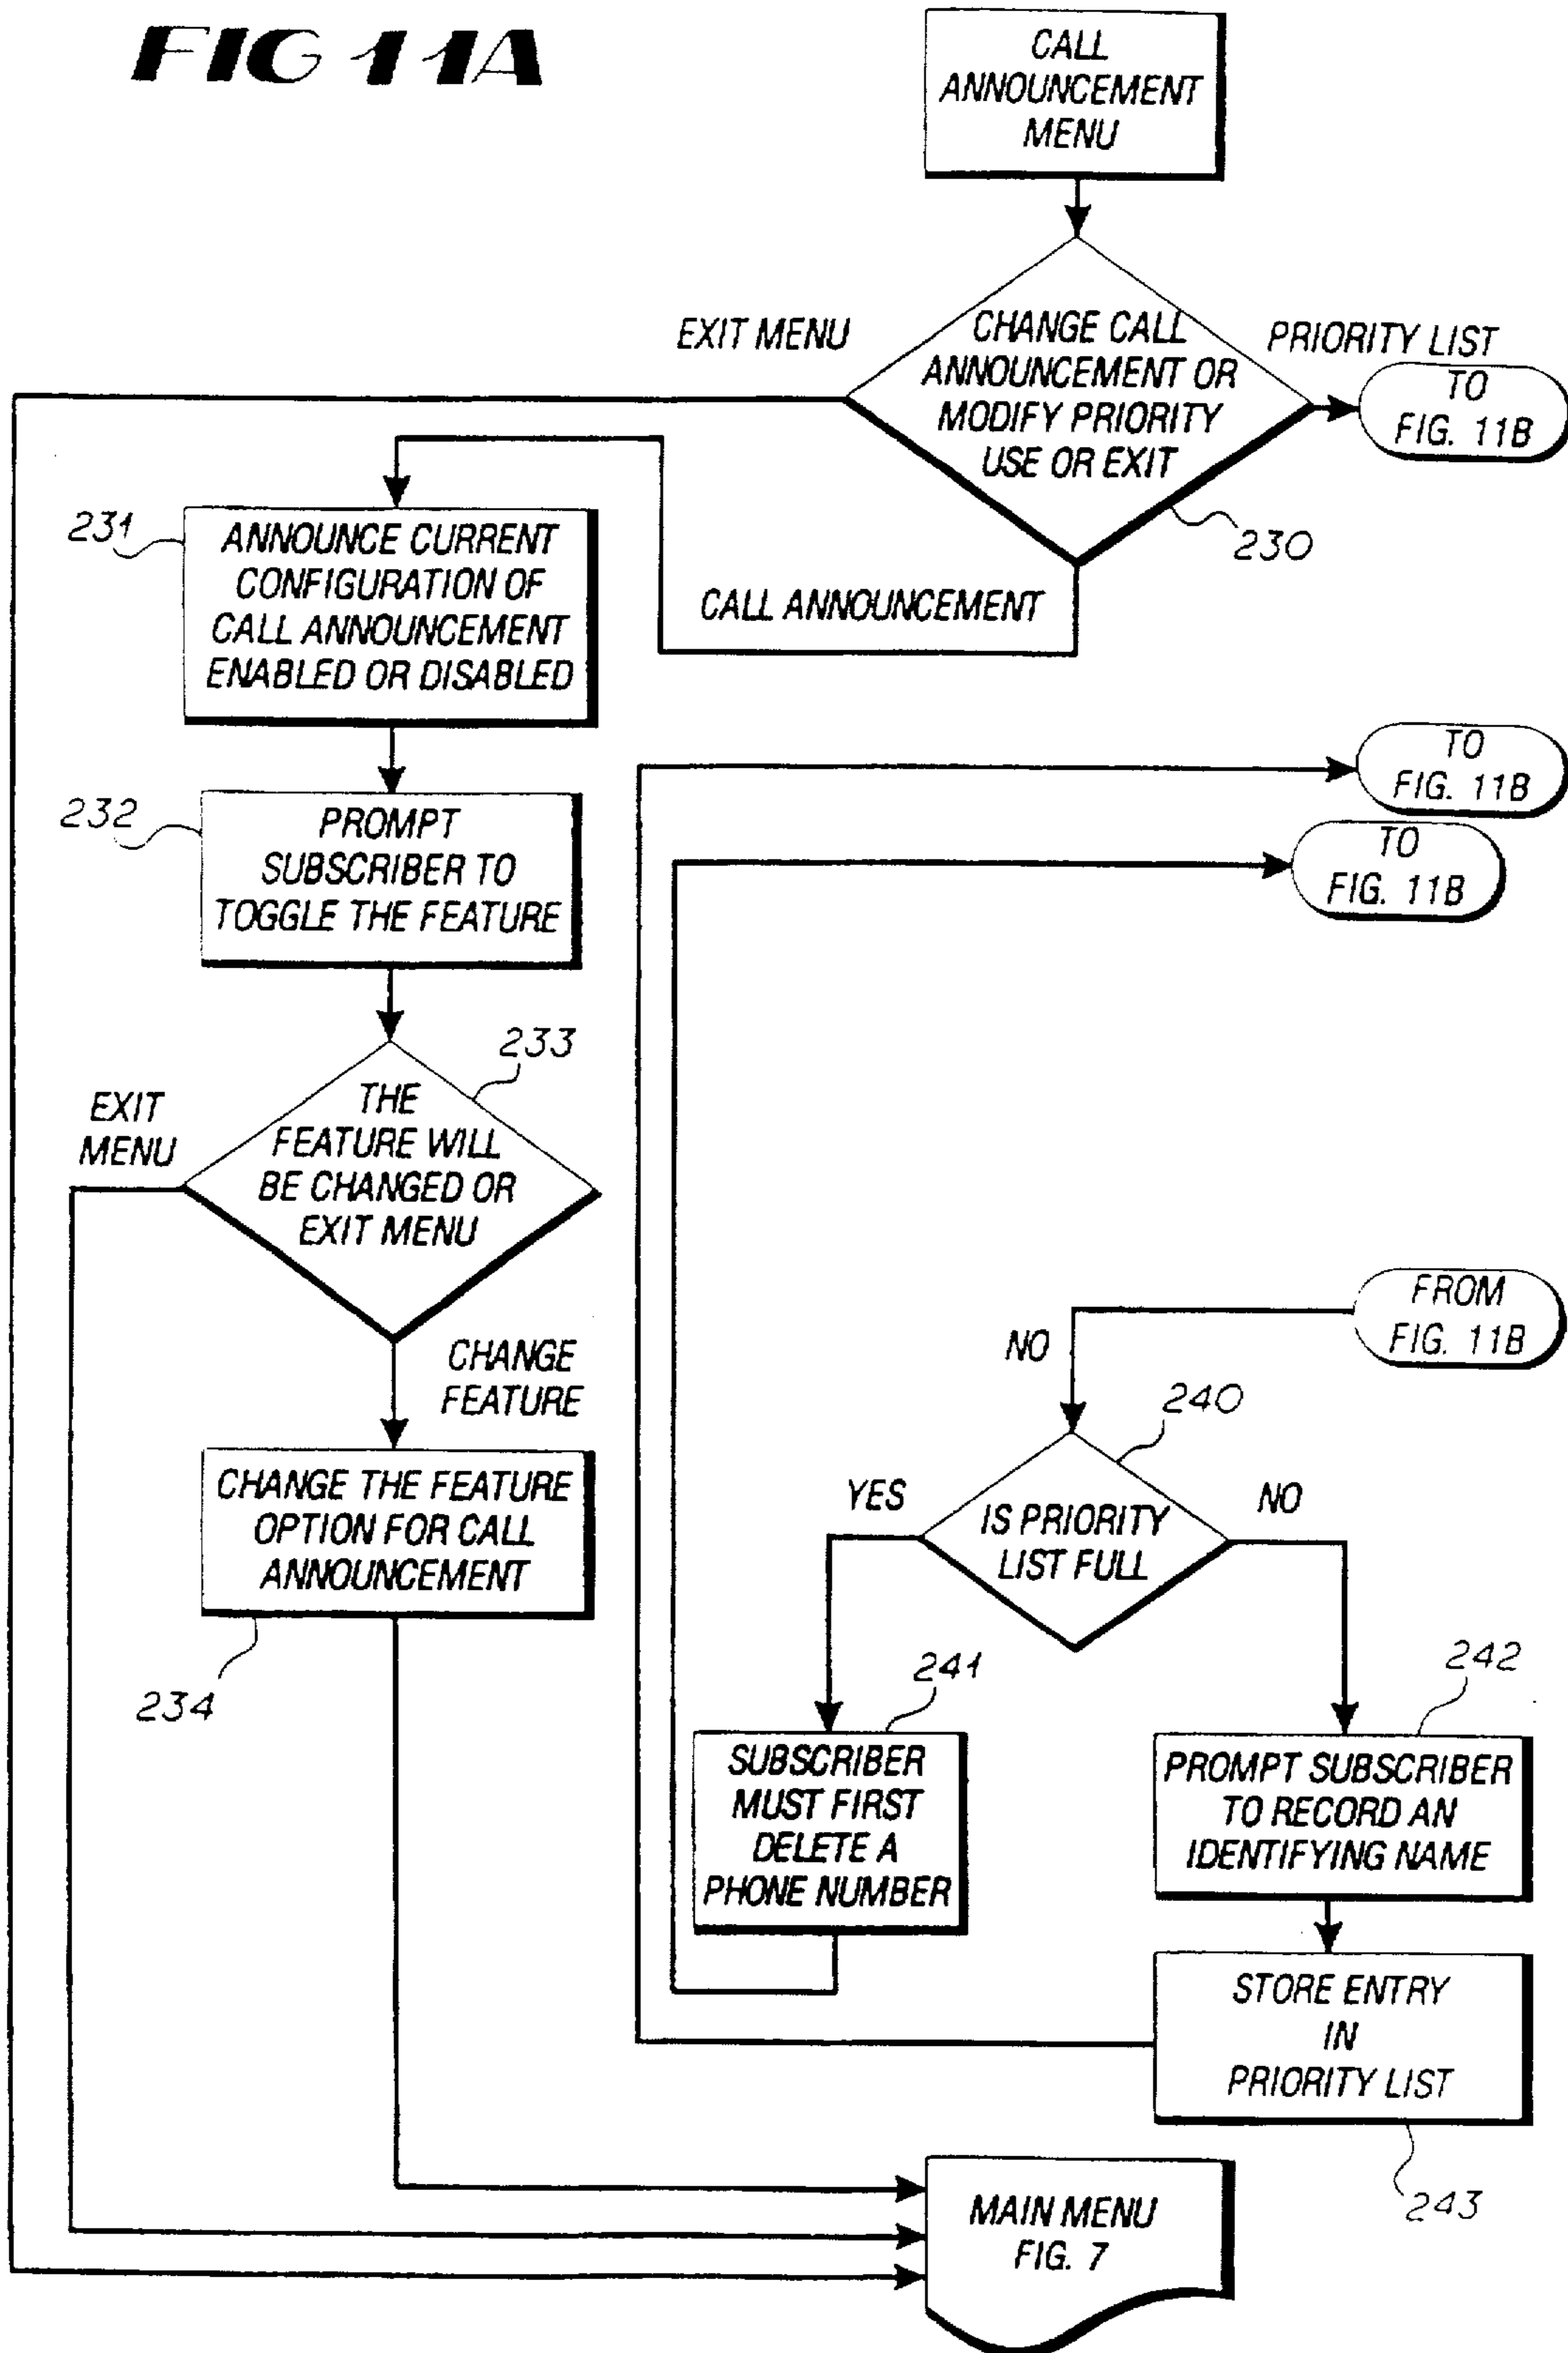 FIG 11A
CALL
ANNOUNCEMENT
MENU
EXIT MENU
CHANGE CALL
ANNOUNCEMENT OR
MODIFY PRIORITY
USE OR EXIT
PRIORITY LIST
TO
FIG. 11B
230
CALL ANNOUNCEMENT
231
ANNOUNCE CURRENT
CONFIGURATION OF
CALL ANNOUNCEMENT
ENABLED OR DISABLED
TO
FIG. 11B
232
PROMPT
SUBSCRIBER TO
TOGGLE THE FEATURE
TO
FIG. 11B
233
EXIT
MENU
THE
FEATURE WILL
BE CHANGED OR
EXIT MENU
CHANGE
FEATURE
FROM
FIG. 11B
NO
240
YES
IS PRIORITY
LIST FULL
NO
CHANGE THE FEATURE
OPTION FOR CALL
ANNOUNCEMENT
234
241
SUBSCRIBER
MUST FIRST
DELETE A
PHONE NUMBER
242
PROMPT SUBSCRIBER
TO RECORD AN
IDENTIFYING NAME
STORE ENTRY
IN
PRIORITY LIST
243
MAIN MENU
FIG. 7